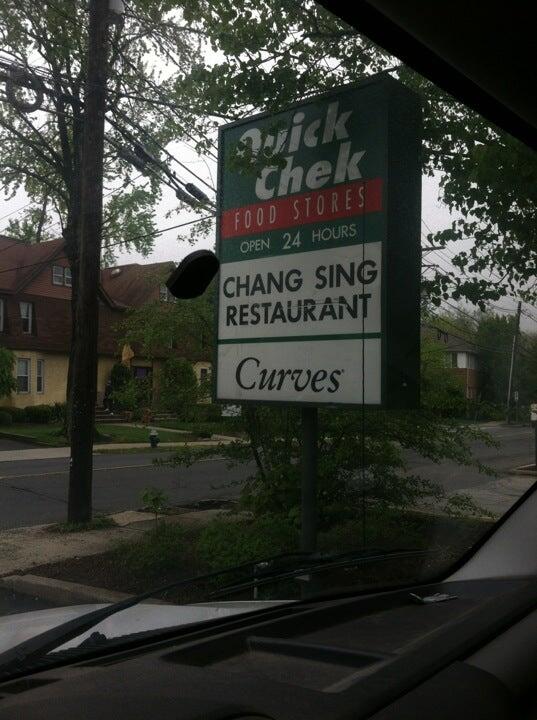 Quick
Chek
FOOD STORES
OPEN 24 HOURS
CHANG SING
RESTAURANT
Curves